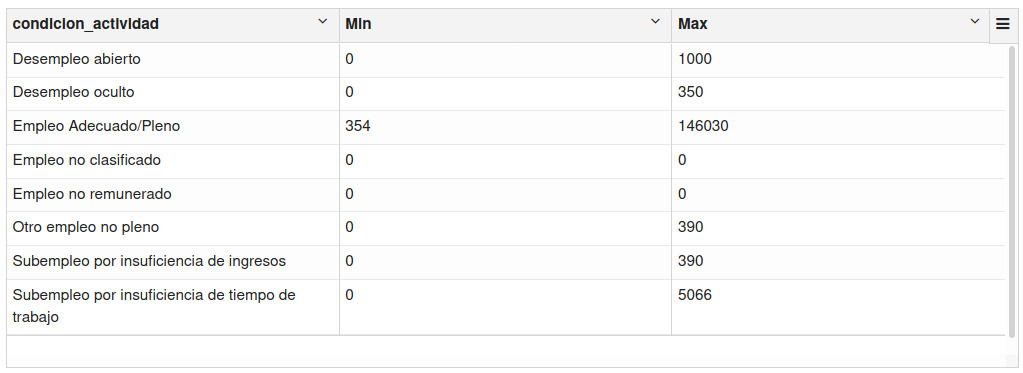 condicion_actividad Min Max
Desempleo abierto 0 1000
Desempleo oculto 0 350
Empleo Adecuado/Pleno 354 146030
Empleo no clasificado 0 0
Empleo no remunerado 0 0
Otro empleo no pleno 0 390
Subempleo por insuficiencia de ingresos 0 390
Subempleo por insuficiencia de tiempo de 0 5066
trabajo